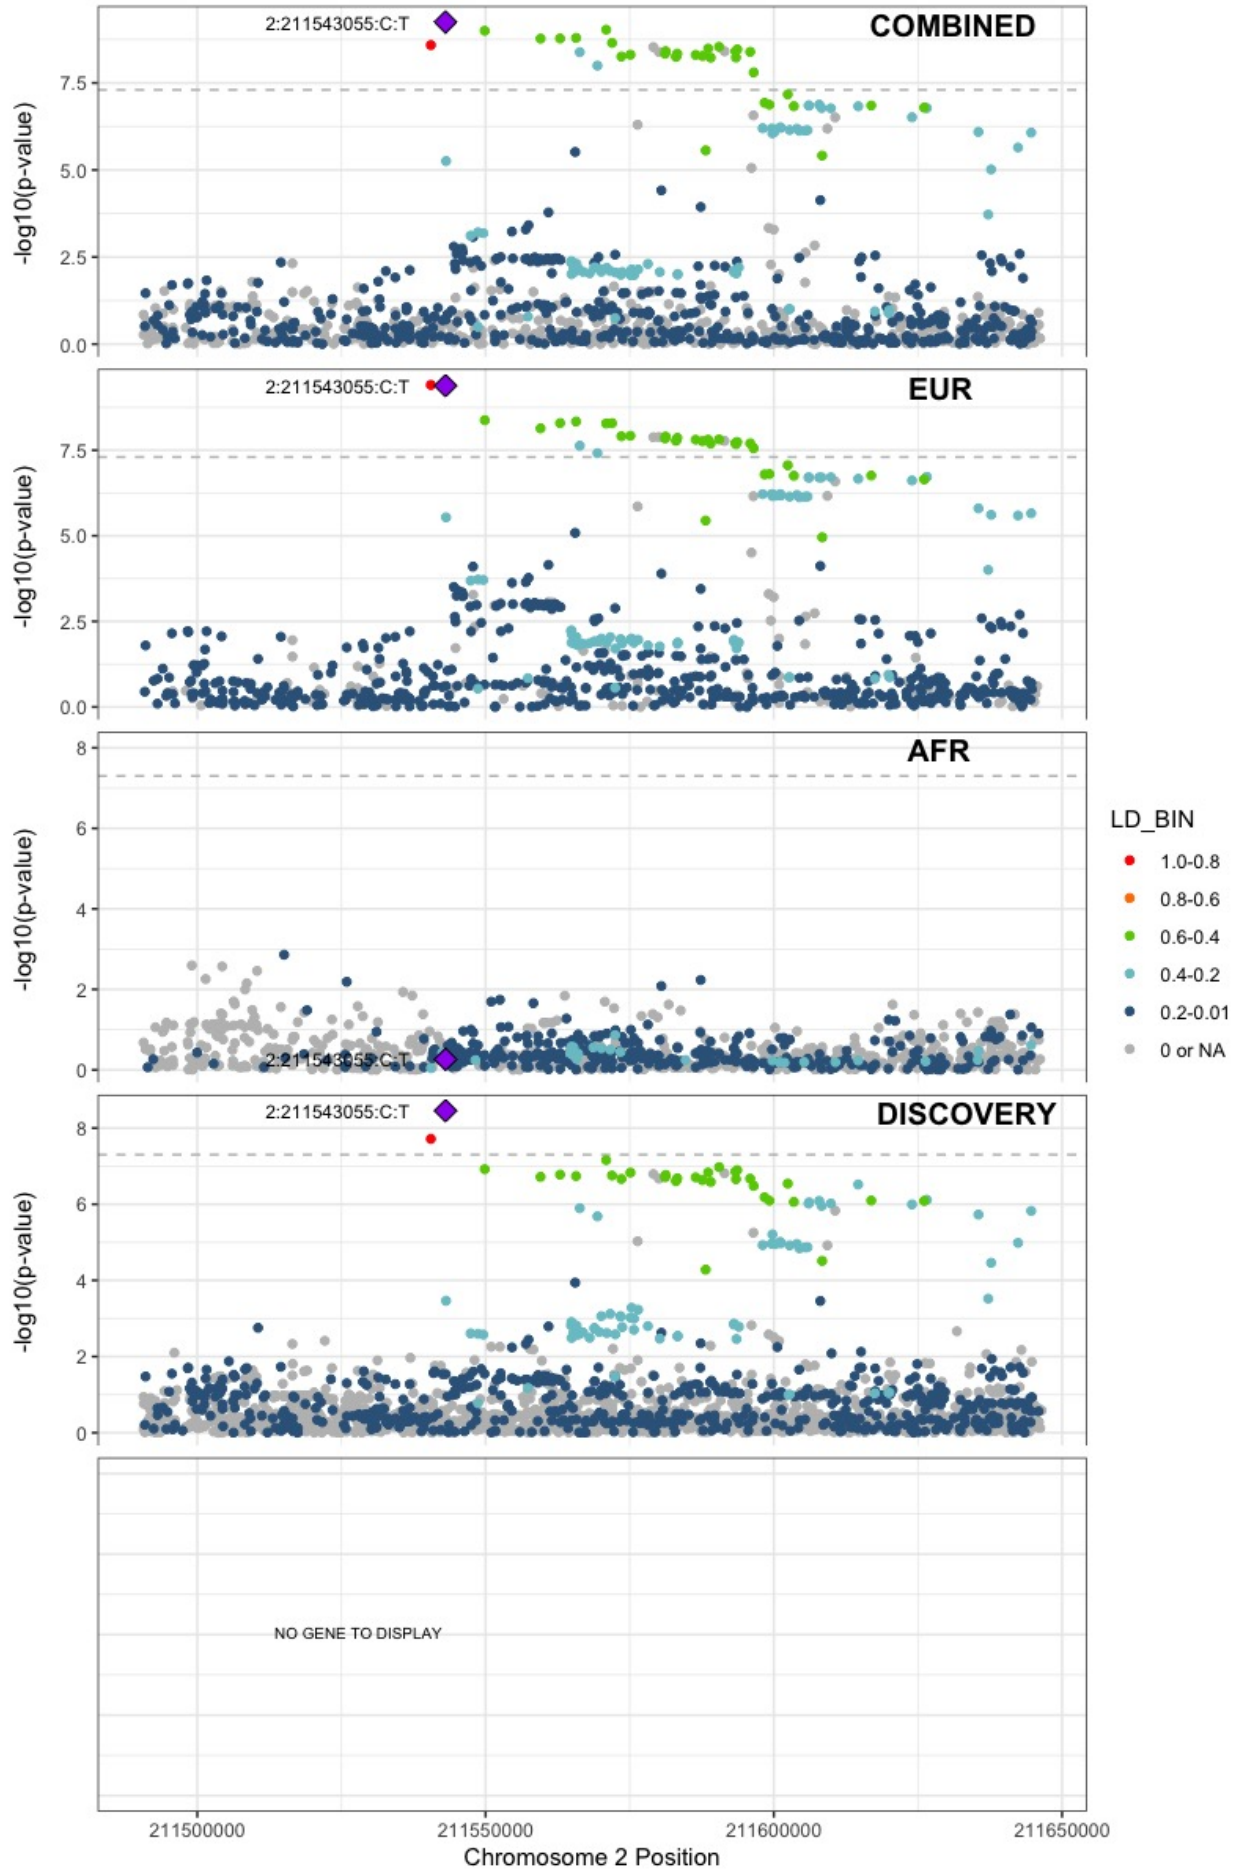 2:211543055:C:T
COMBINED
7.5
5.0
2.5
0.0
-log10(p-value)
2:211543055:C:T
EUR
7.5
5.0
2.5
0.0
-log10(p-value)
AFR
8
6
4
2
0
-log10(p-value)
2:211543055:C:T
LD_BIN
1.0-0.8
0.8-0.6
0.6-0.4
0.4-0.2
0.2-0.01
0 or NA
2:211543055:C:T
DISCOVERY
8
6
4
2
0
-log10(p-value)
NO GENE TO DISPLAY
211500000 211550000 211600000 211650000
Chromosome 2 Position